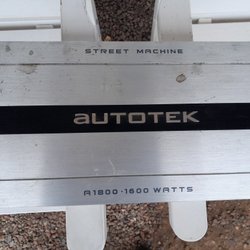 STREET MACHINE
AUTOTEK
A1800 · 1600 WATTS